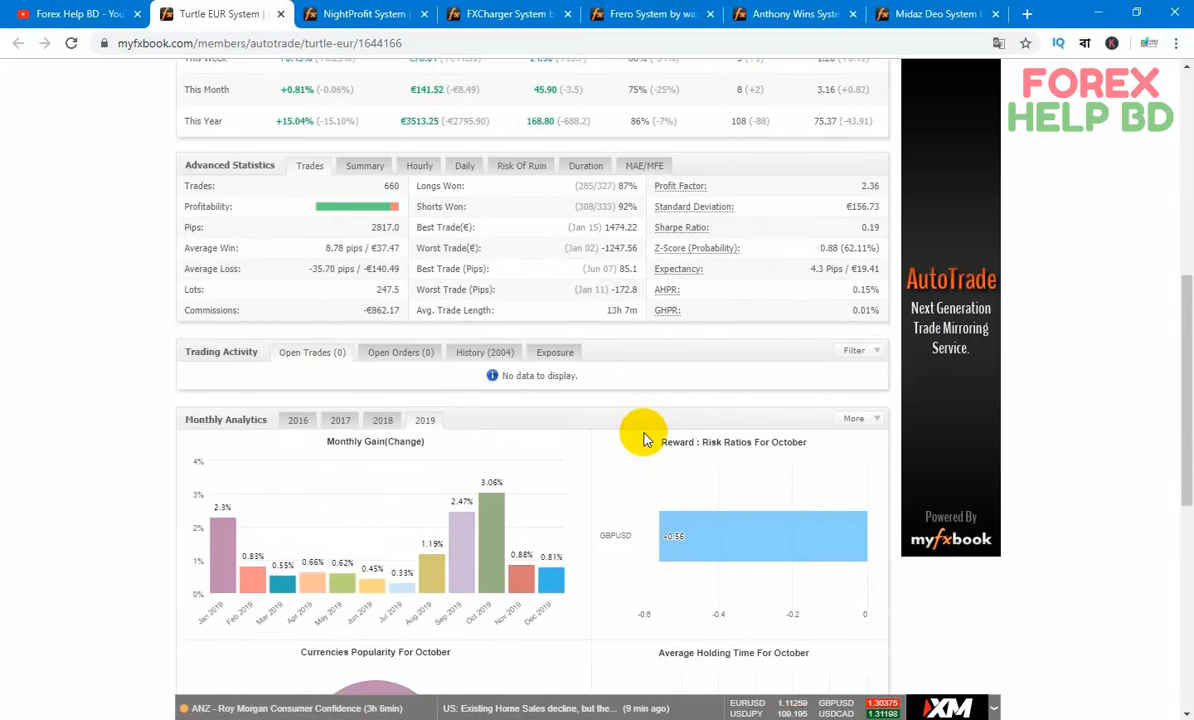 Forex Help BD - You
Turtle EUR System |
NightProfit System |
FXCharger System b
Frero System by wa
Anthony Wins Syste
Midaz Deo System |
myfxbook.com/members/autotrade/turtle-eur/1644166
FOREX
HELP BD
This Month +0.81% (-0.06%) €141.52 (-€8.49) 45.90 (-3.5) 75% (-25%) 8 (+2) 3.16 (+0.82)
This Year +15.04% (-15.10%) €3513.25 (-€2795.90) 168.80 (-688.2) 86% (-7%) 108 (-88) 75.37 (-43.91)
Advanced Statistics Trades Summary Hourly Daily Risk Of Ruin Duration MAE/MFE
Trades: 660 Longs Won: (285/327) 87% Profit Factor: 2.36
Profitability: Shorts Won: (308/333) 92% Standard Deviation: €156.73
Pips: 2817.0 Best Trade(€): (Jan 15) 1474.22 Sharpe Ratio: 0.19
Average Win: 8.78 pips / €37.47 Worst Trade(€): (Jan 02) -1247.56 Z-Score (Probability): 0.88 (62.11%)
Average Loss: -35.70 pips / -€140.49 Best Trade (Pips): (Jun 07) 85.1 Expectancy: 4.3 Pips / €19.41
Lots: 247.5 Worst Trade (Pips): (Jan 11) -172.8 AHPR: 0.15%
Commissions: -€862.17 Avg. Trade Length: 13h 7m GHPR: 0.01%
AutoTrade
Next Generation
Trade Mirroring
Service.
Powered By
myfxbook
Trading Activity Open Trades (0) Open Orders (0) History (2004) Exposure Filter
No data to display.
Monthly Analytics 2016 2017 2018 2019 More
Monthly Gain(Change)
4%
3%
2%
1%
0%
2.3% 0.83% 0.55% 0.66% 0.62% 0.45% 0.33% 1.19% 2.47% 3.06% 0.88% 0.81%
Jan 2019 Feb 2019 Mar 2019 Apr 2019 May 2019 Jun 2019 Jul 2019 Aug 2019 Sep 2019 Oct 2019 Nov 2019 Dec 2019
Reward : Risk Ratios For October
GBPUSD
-0.56
-0.6 -0.4 -0.2 0
Currencies Popularity For October
Average Holding Time For October
ANZ - Roy Morgan Consumer Confidence (3h 6m)
US: Existing Home Sales decline, but the... (9 min ago)
EURUSD 1.11259 GBPUSD 1.30375
USDJPY 109.195 USDCAD 1.31198
XM